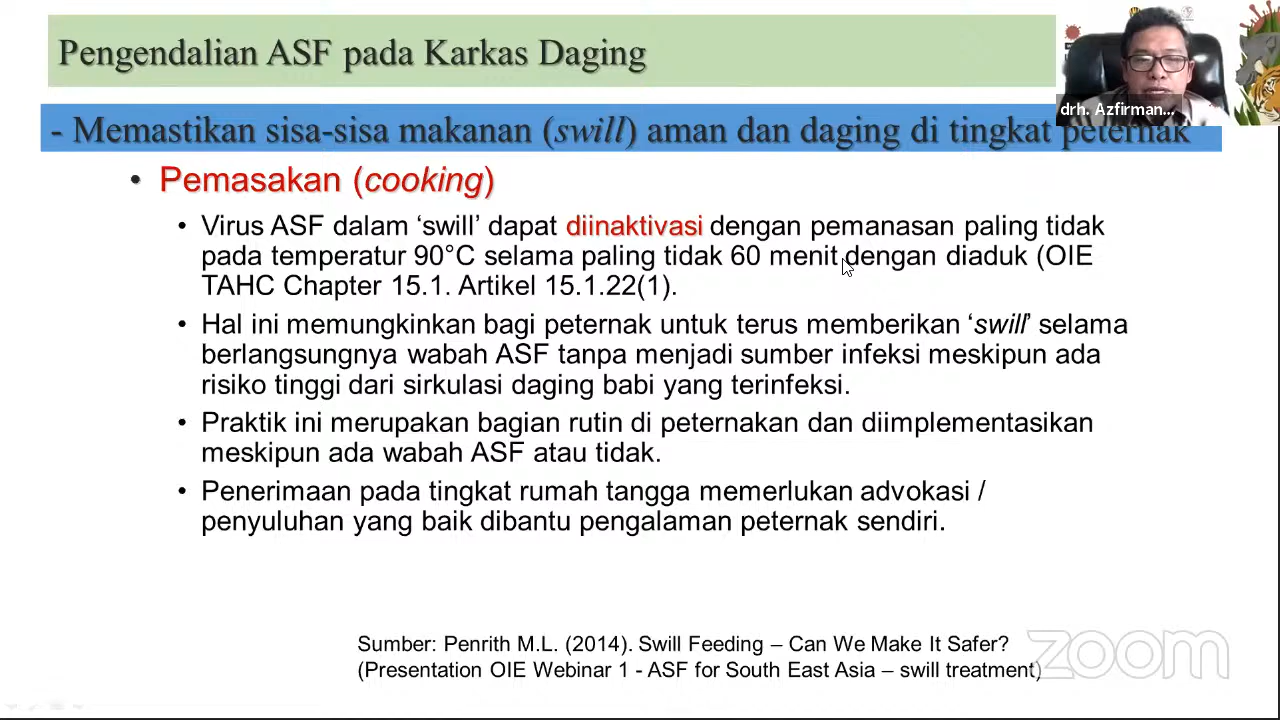 Pengendalian ASF pada Karkas Daging
drh. Azfirman...
- Memastikan sisa-sisa makanan (swill) aman dan daging di tingkat peternak
• Pemasakan (cooking)
• Virus ASF dalam ‘swill’ dapat diinaktivasi dengan pemanasan paling tidak
pada temperatur 90°C selama paling tidak 60 menit dengan diaduk (OIE
TAHC Chapter 15.1. Artikel 15.1.22(1).
• Hal ini memungkinkan bagi peternak untuk terus memberikan ‘swill’ selama
berlangsungnya wabah ASF tanpa menjadi sumber infeksi meskipun ada
risiko tinggi dari sirkulasi daging babi yang terinfeksi.
• Praktik ini merupakan bagian rutin di peternakan dan diimplementasikan
meskipun ada wabah ASF atau tidak.
• Penerimaan pada tingkat rumah tangga memerlukan advokasi /
penyuluhan yang baik dibantu pengalaman peternak sendiri.
Sumber: Penrith M.L. (2014). Swill Feeding – Can We Make It Safer?
(Presentation OIE Webinar 1 - ASF for South East Asia – swill treatment)
zoom